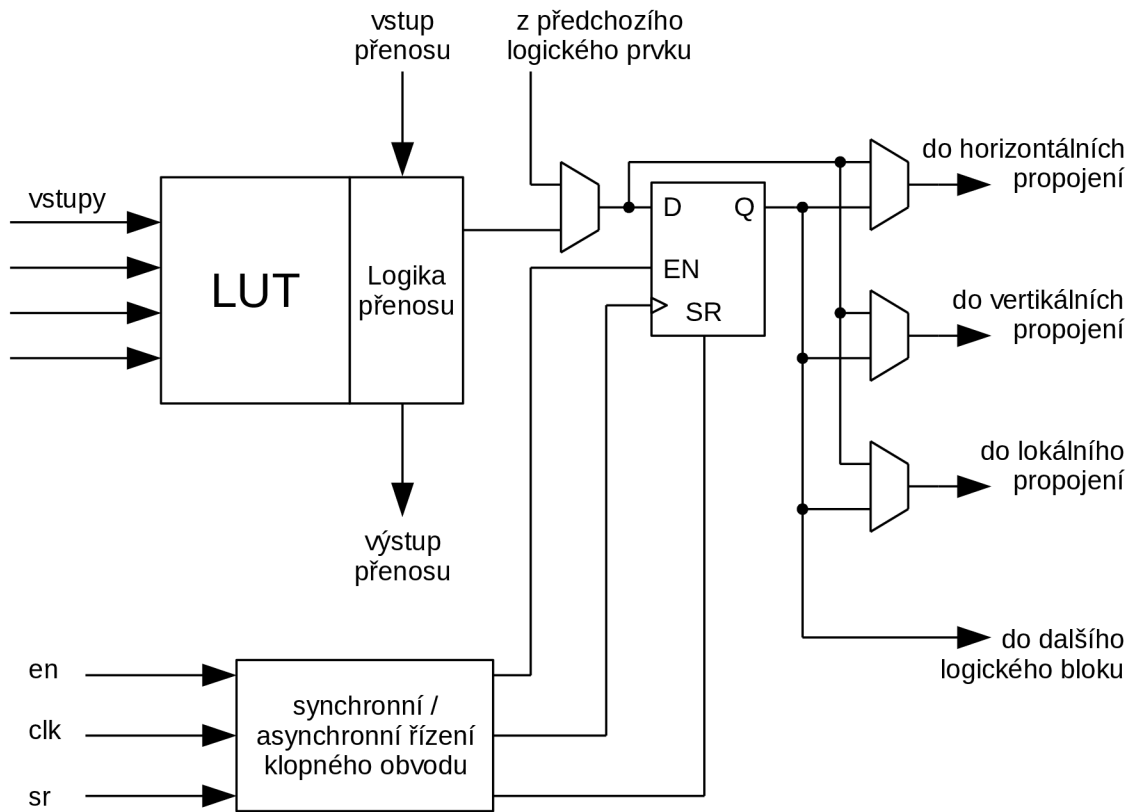 vstup
přenosu
z předchozího
logického prvku
vstupy
LUT
Logika
přenosu
D
Q
EN
SR
do horizontálních
propojení
do vertikálních
propojení
do lokálního
propojení
výstup
přenosu
do dalšího
logického bloku
en
clk
sr
synchronní /
asynchronní řízení
klopného obvodu